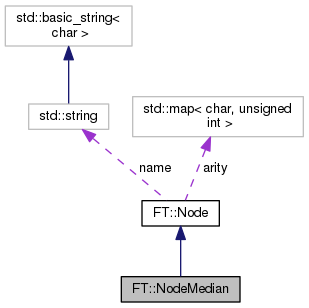 std::basic_string<
char >
std::string
std::map< char, unsigned
int >
name
arity
FT::Node
FT::NodeMedian